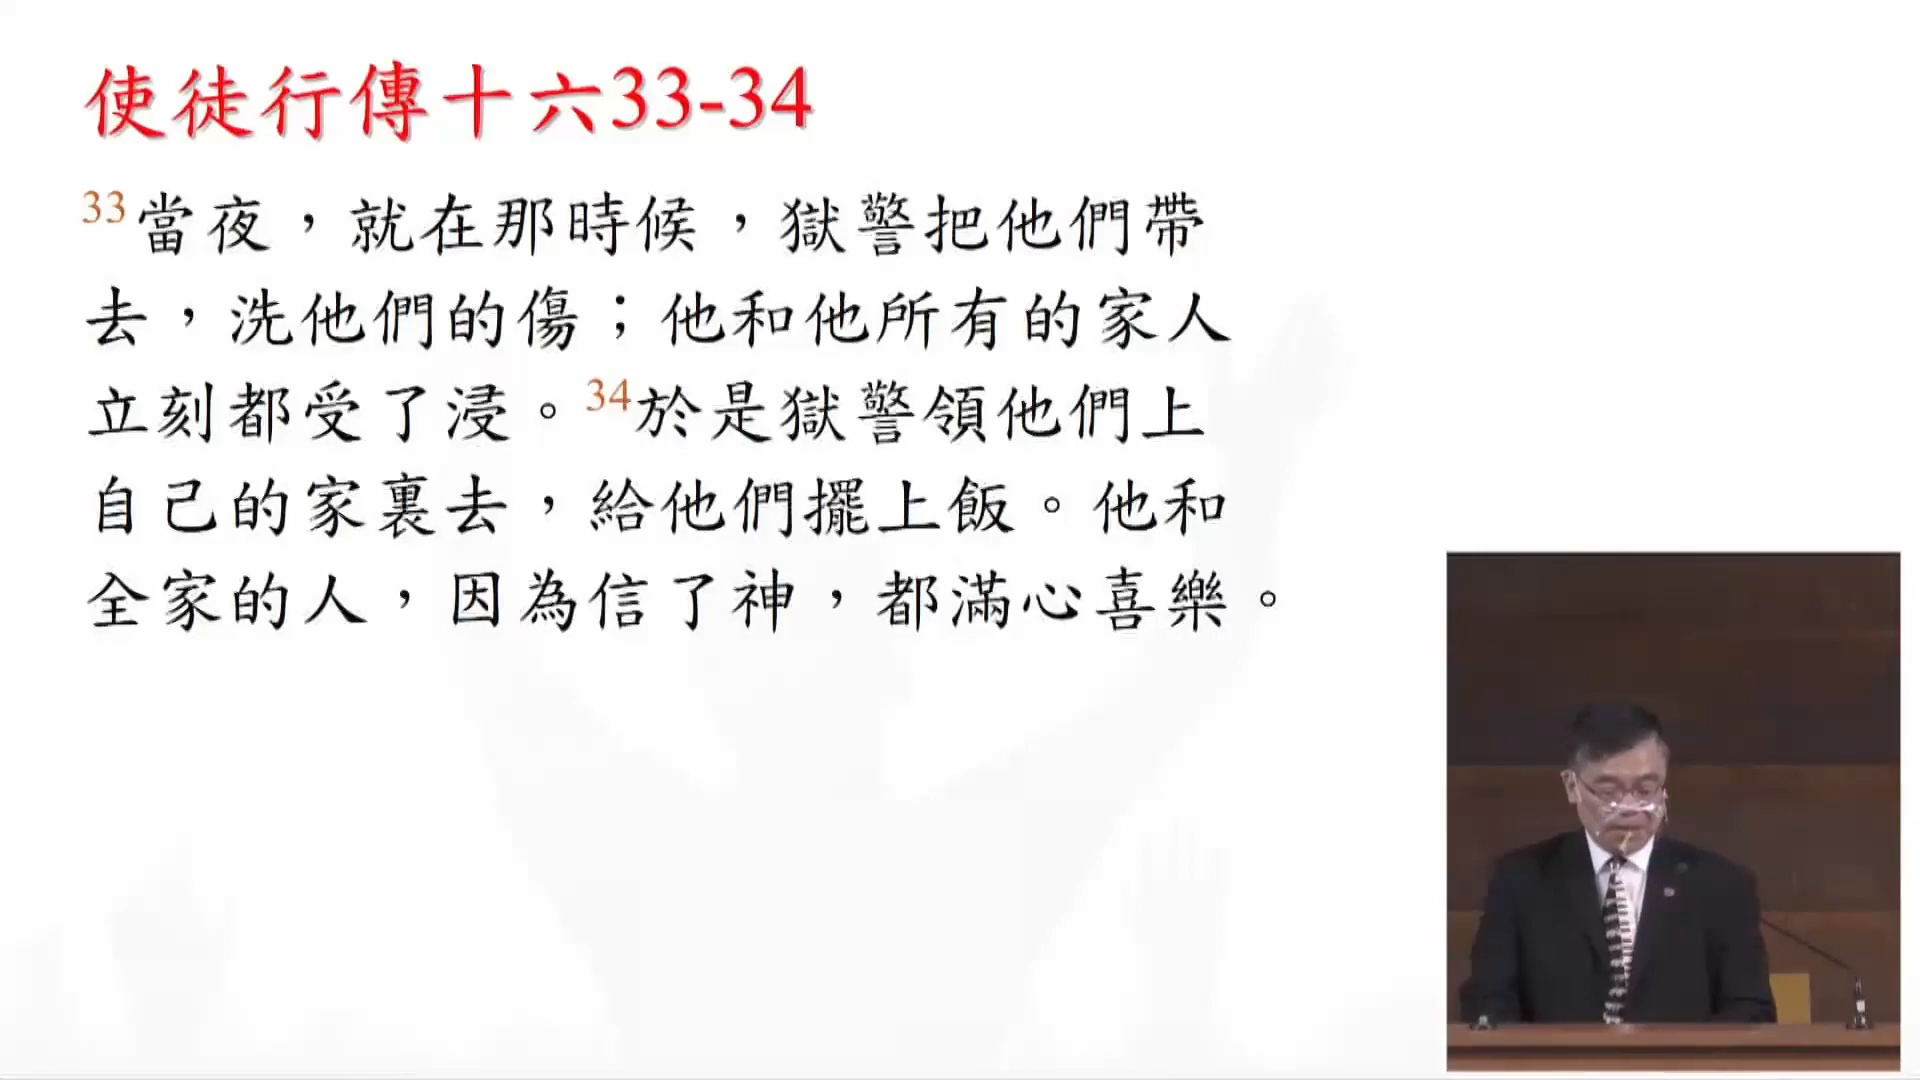 使徒行傳十六33-34
33當夜，就在那時候，獄警把他們帶
去，洗他們的傷；他和他所有的家人
立刻都受了浸。34於是獄警領他們上
自己的家裏去，給他們擺上飯。他和
全家的人，因為信了神，都滿心喜樂。